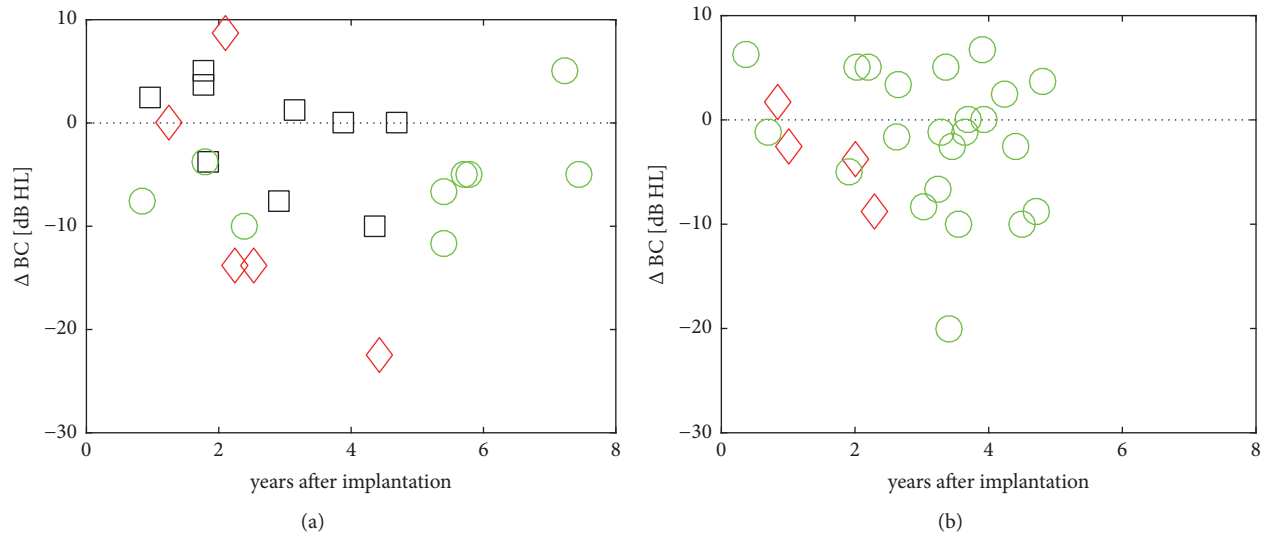 10
0
−10
−20
−30
Δ BC [dB HL]
0 2 4 6 8
years after implantation
(a)
10
0
−10
−20
−30
Δ BC [dB HL]
0 2 4 6 8
years after implantation
(b)